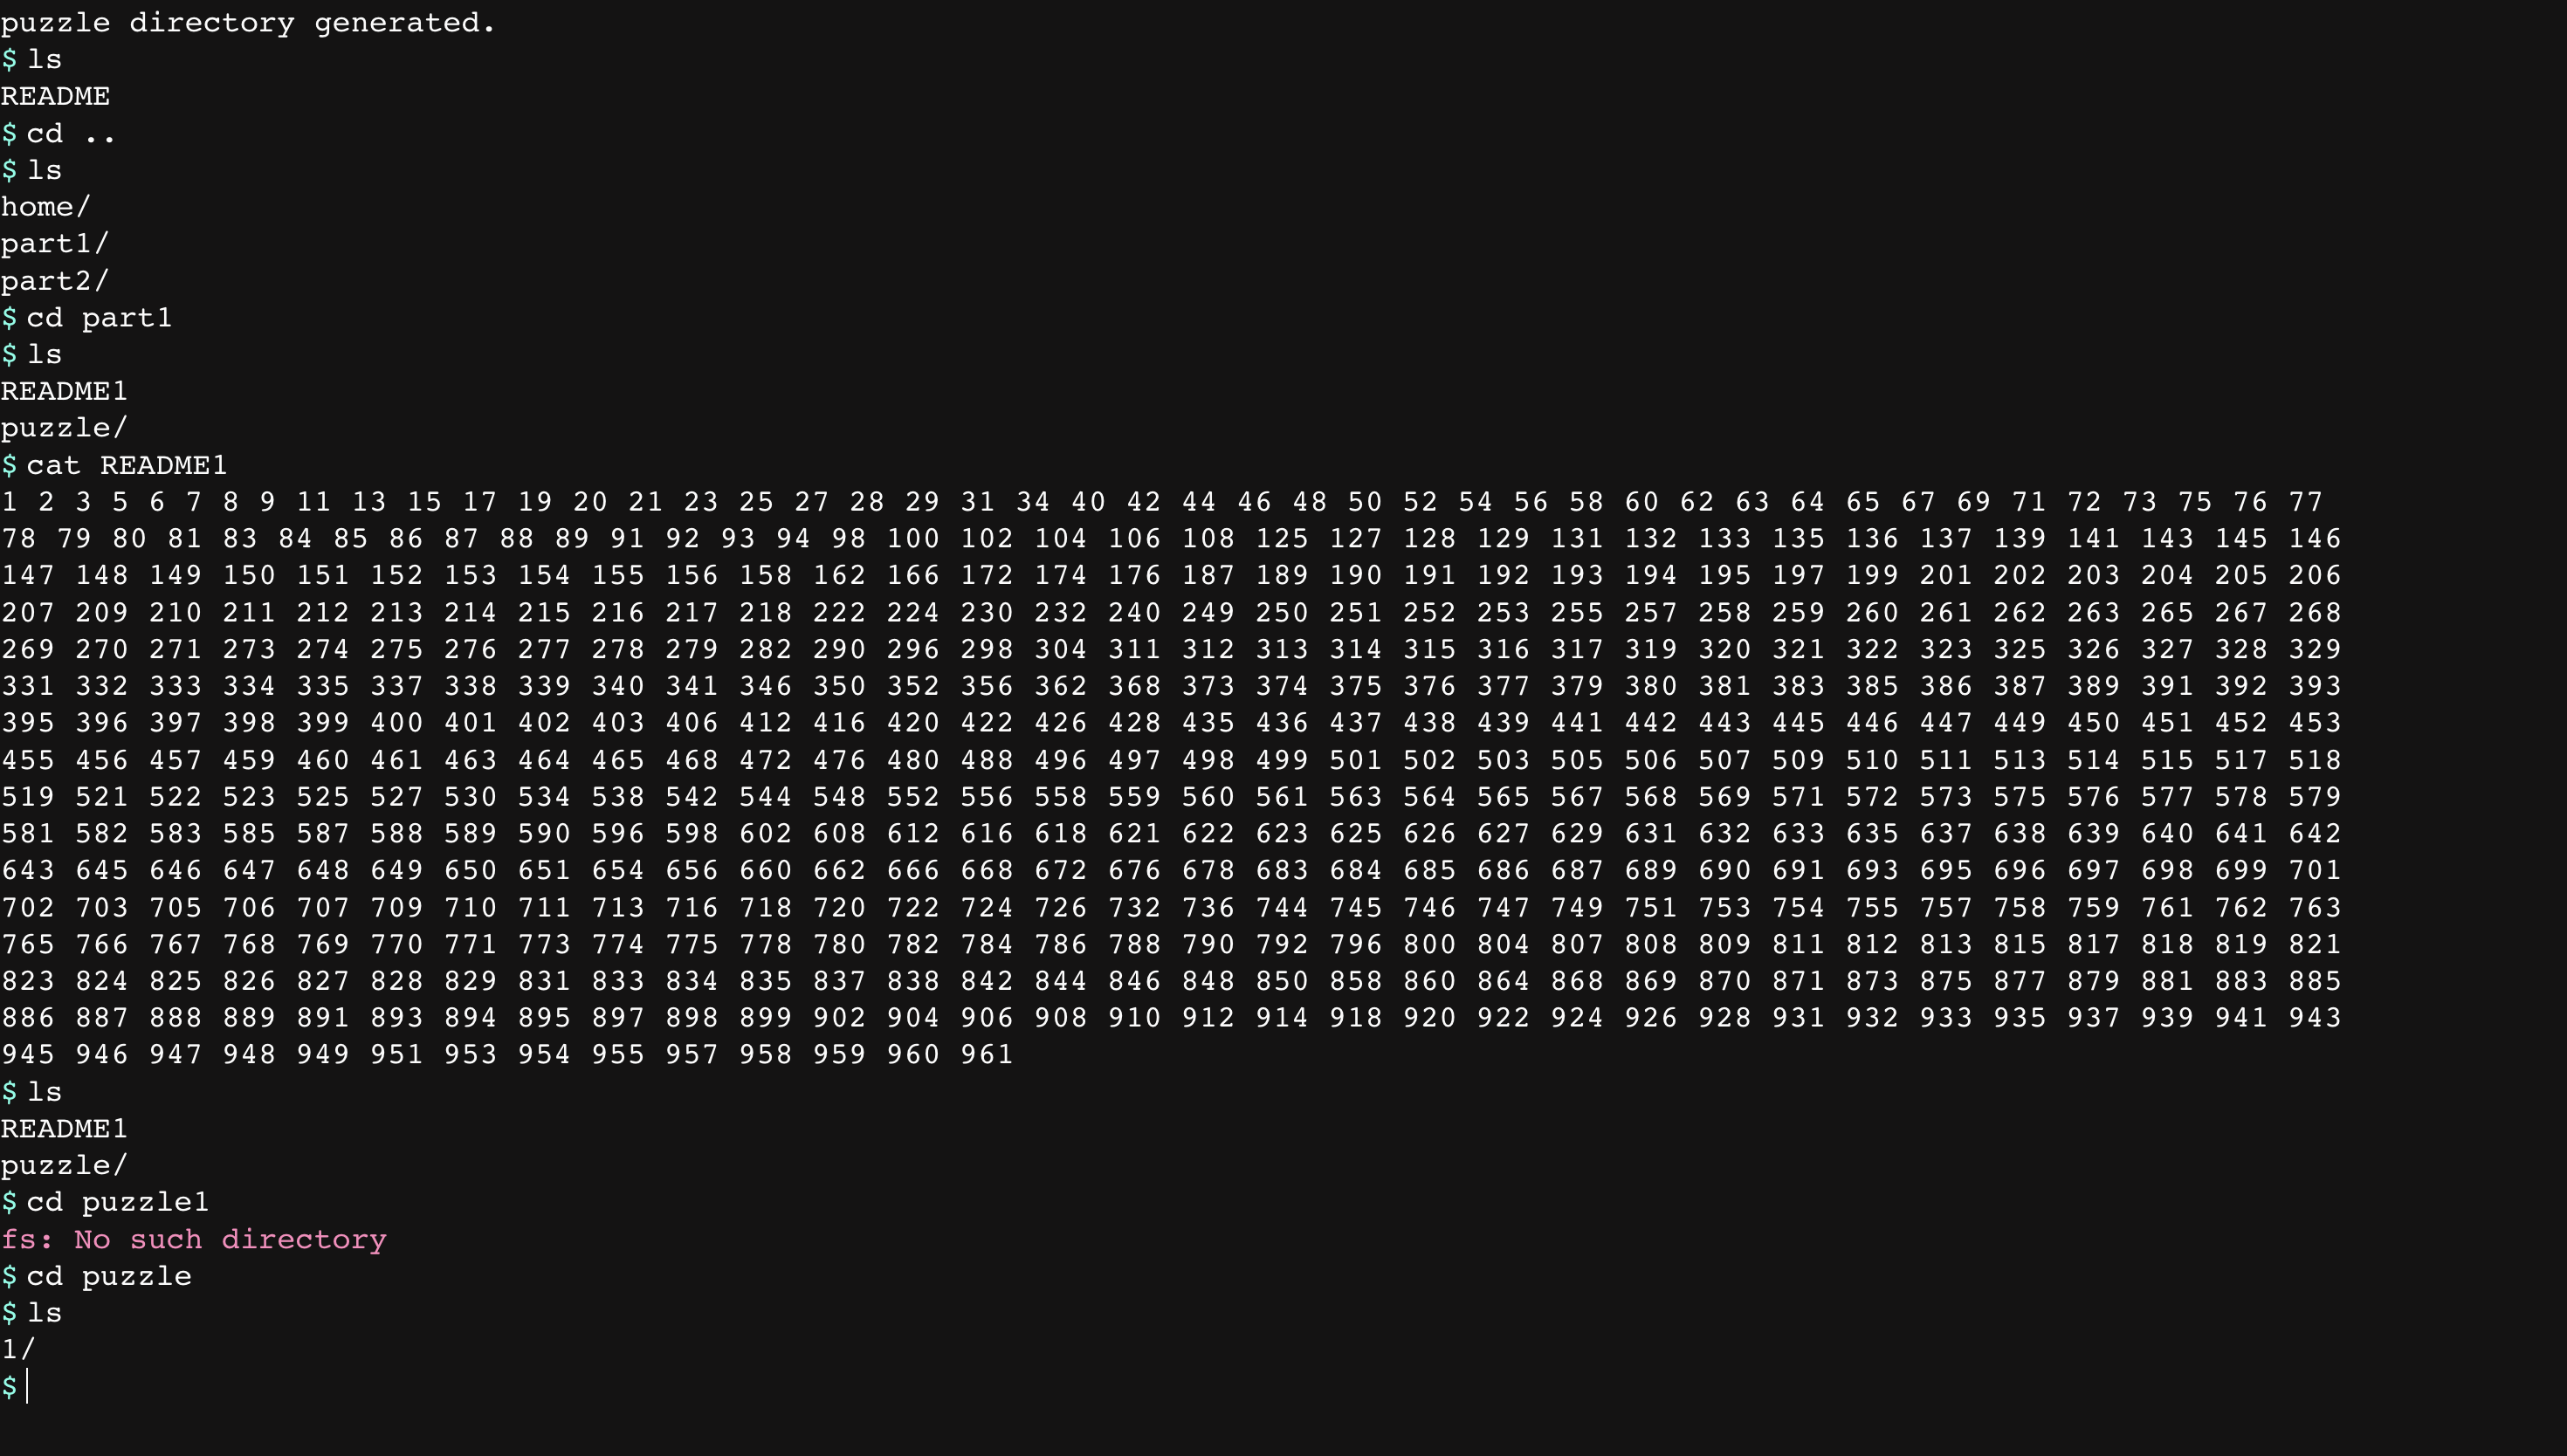 puzzle directory generated.
$ ls
README
$ cd ..
$ ls
home/
part1/
part2/
$ cd part1
$ ls
README1
puzzle/
$ cat README1
1 2 3 5 6 7 8 9 11 13 15 17 19 20 21 23 25 27 28 29 31 34 40 42 44 46 48 50 52 54 56 58 60 62 63 64 65 67 69 71 72 73 75 76 77
78 79 80 81 83 84 85 86 87 88 89 91 92 93 94 98 100 102 104 106 108 125 127 128 129 131 132 133 135 136 137 139 141 143 145 146
147 148 149 150 151 152 153 154 155 156 158 162 166 172 174 176 187 189 190 191 192 193 194 195 197 199 201 202 203 204 205 206
207 209 210 211 212 213 214 215 216 217 218 222 224 230 232 240 249 250 251 252 253 255 257 258 259 260 261 262 263 265 267 268
269 270 271 273 274 275 276 277 278 279 282 290 296 298 304 311 312 313 314 315 316 317 319 320 321 322 323 325 326 327 328 329
331 332 333 334 335 337 338 339 340 341 346 350 352 356 362 368 373 374 375 376 377 379 380 381 383 385 386 387 389 391 392 393
395 396 397 398 399 400 401 402 403 406 412 416 420 422 426 428 435 436 437 438 439 441 442 443 445 446 447 449 450 451 452 453
455 456 457 459 460 461 463 464 465 468 472 476 480 488 496 497 498 499 501 502 503 505 506 507 509 510 511 513 514 515 517 518
519 521 522 523 525 527 530 534 538 542 544 548 552 556 558 559 560 561 563 564 565 567 568 569 571 572 573 575 576 577 578 579
581 582 583 585 587 588 589 590 596 598 602 608 612 616 618 621 622 623 625 626 627 629 631 632 633 635 637 638 639 640 641 642
643 645 646 647 648 649 650 651 654 656 660 662 666 668 672 676 678 683 684 685 686 687 689 690 691 693 695 696 697 698 699 701
702 703 705 706 707 709 710 711 713 716 718 720 722 724 726 732 736 744 745 746 747 749 751 753 754 755 757 758 759 761 762 763
765 766 767 768 769 770 771 773 774 775 778 780 782 784 786 788 790 792 796 800 804 807 808 809 811 812 813 815 817 818 819 821
823 824 825 826 827 828 829 831 833 834 835 837 838 842 844 846 848 850 858 860 864 868 869 870 871 873 875 877 879 881 883 885
886 887 888 889 891 893 894 895 897 898 899 902 904 906 908 910 912 914 918 920 922 924 926 928 931 932 933 935 937 939 941 943
945 946 947 948 949 951 953 954 955 957 958 959 960 961
$ ls
README1
puzzle/
$ cd puzzle1
fs: No such directory
$ cd puzzle
$ ls
1/
$